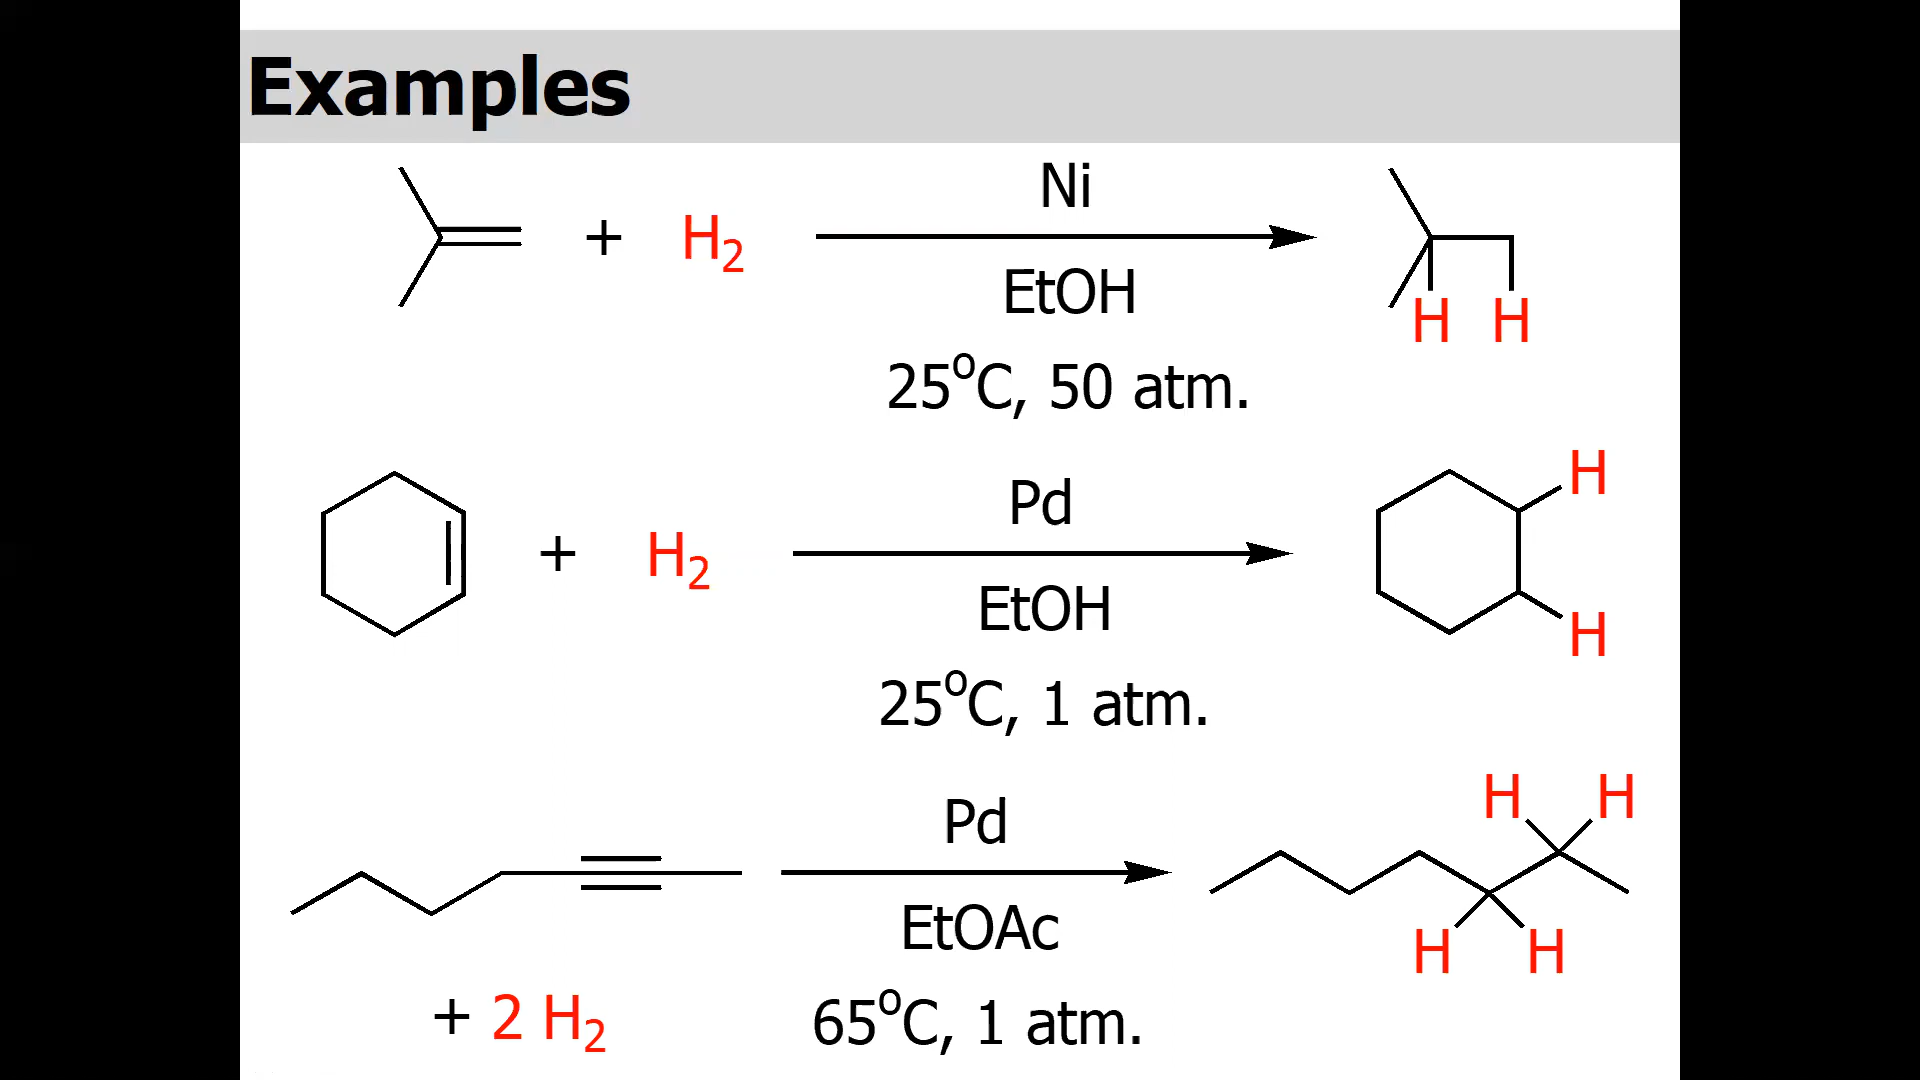 Examples
Ni
+ H₂
EtOH
H H
25°C, 50 atm.
H
Pd
+ H₂
EtOH
H
25°C, 1 atm.
H H
Pd
EtOAc
H H
+ 2 H₂
65°C, 1 atm.